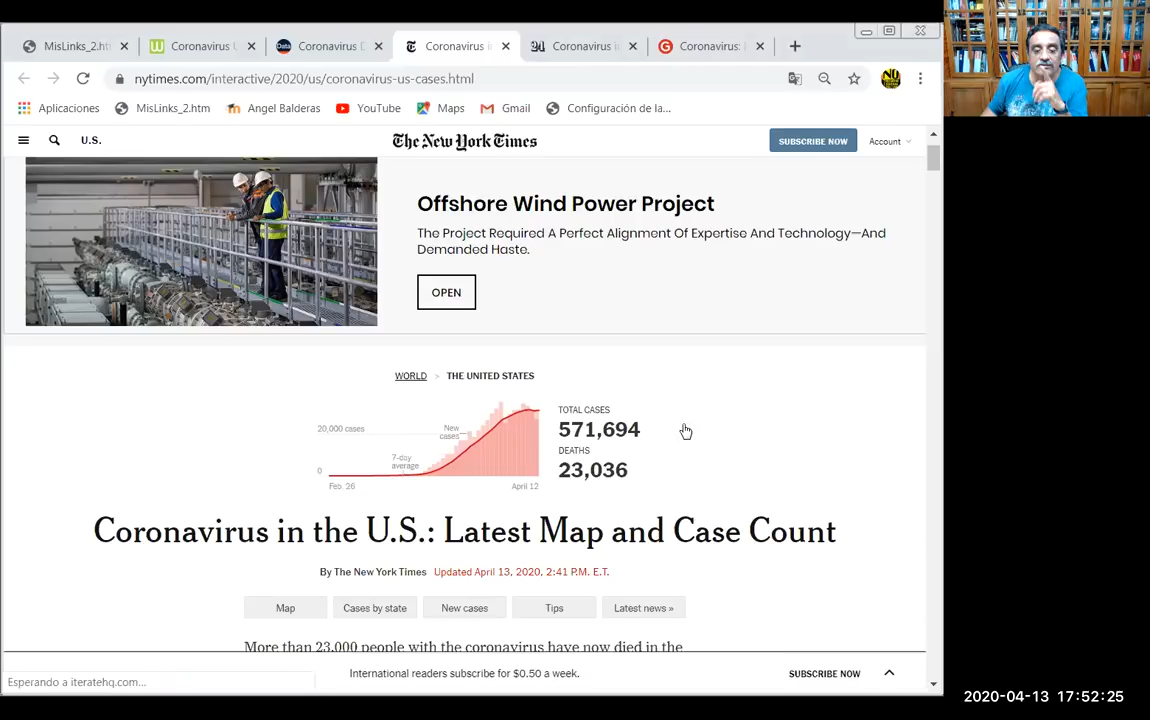 MisLinks_2.ht
Coronavirus
Data
Coronavirus
Coronavirus i
Coronavirus in
Coronavirus:
nytimes.com/interactive/2020/us/coronavirus-us-cases.html
Aplicaciones
MisLinks_2.htm
Angel Balderas
YouTube
Maps
Gmail
Configuración de la...
U.S.
The New York Times
SUBSCRIBE NOW
Account
Offshore Wind Power Project
The Project Required A Perfect Alignment Of Expertise And Technology—And
Demanded Haste.
OPEN
WORLD > THE UNITED STATES
20,000 cases
New
cases
7-day
average
0
Feb. 26
April 12
TOTAL CASES
571,694
DEATHS
23,036
Coronavirus in the U.S.: Latest Map and Case Count
By The New York Times Updated April 13, 2020, 2:41 P.M. E.T.
Map
Cases by state
New cases
Tips
Latest news »
More than 23,000 people with the coronavirus have now died in the
International readers subscribe for $0.50 a week.
SUBSCRIBE NOW
Esperando a iteratehq.com...
2020-04-13 17:52:25